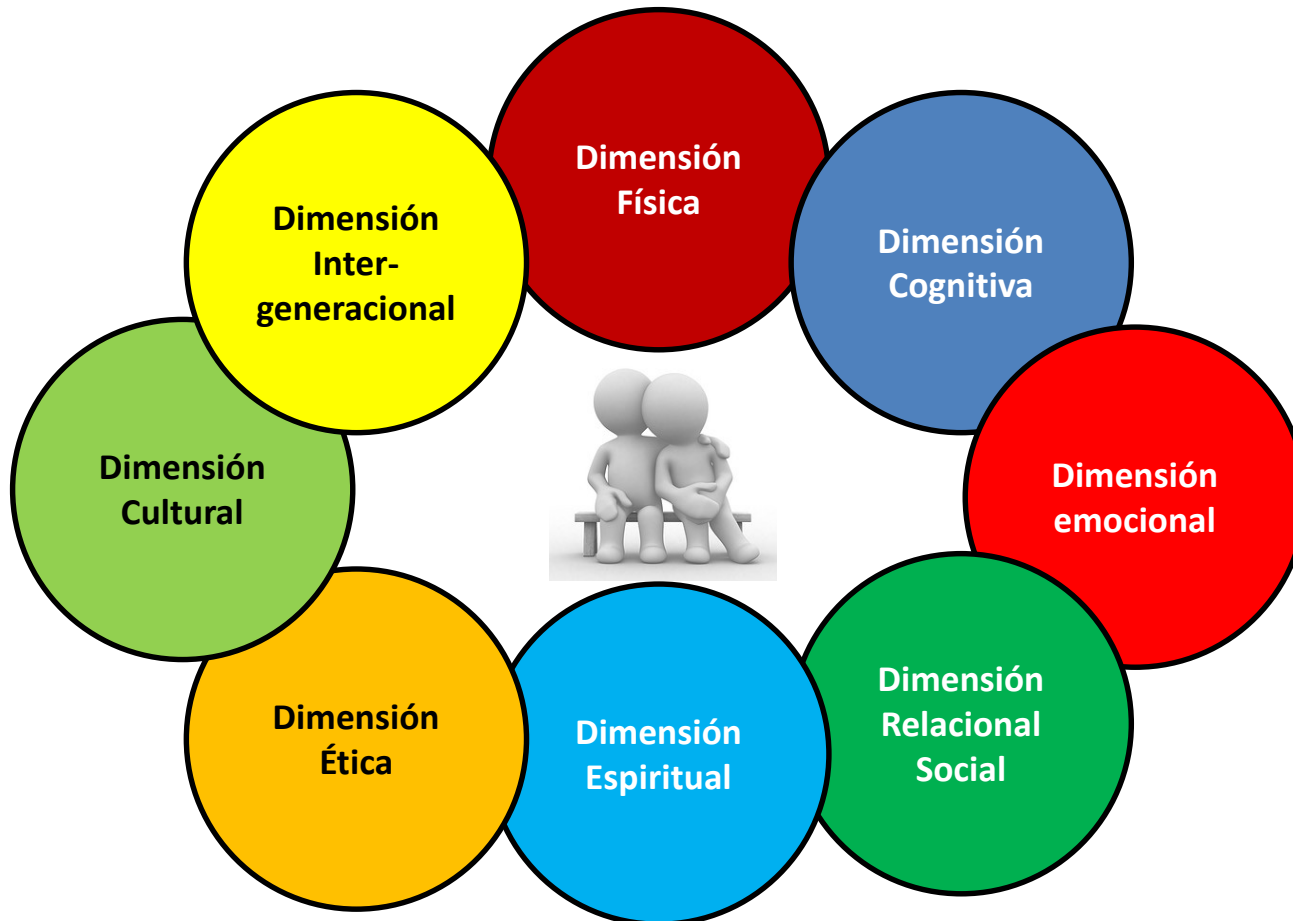 Dimensión
Física
Dimensión
Cognitiva
Dimensión
emocional
Dimensión
Relacional
Social
Dimensión
Espiritual
Dimensión
Ética
Dimensión
Cultural
Dimensión
Inter-
generacional